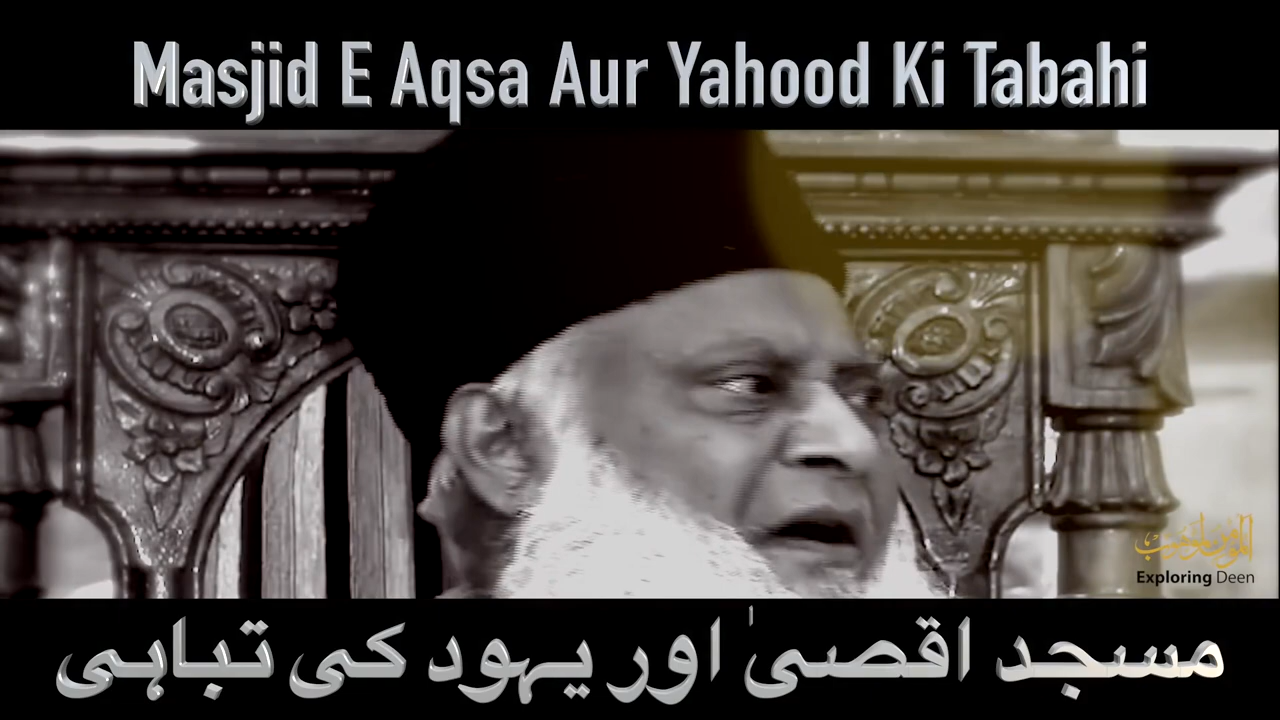 Masjid E Aqsa Aur Yahood Ki Tabahi
Exploring Deen
مسجد اقصیٰ اور یہود کی تباہی